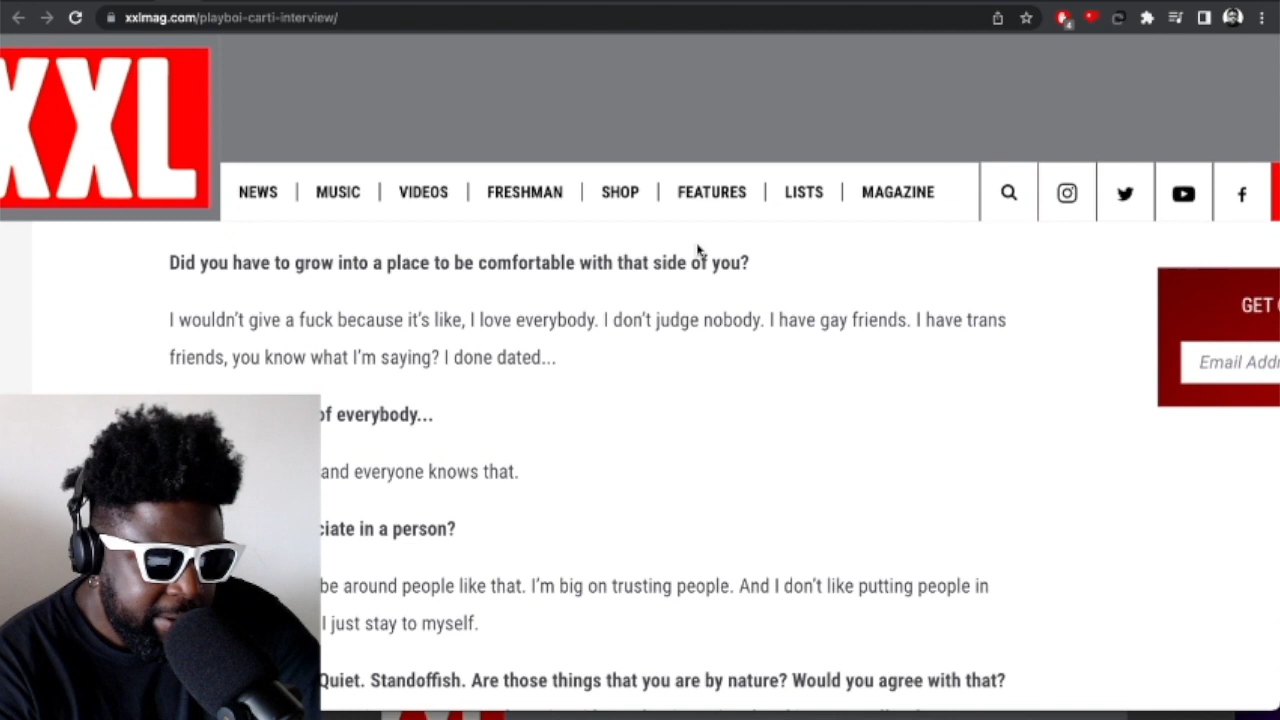 xxlmag.com/playboi-carti-interview/
4
XXL
NEWS | MUSIC | VIDEOS | FRESHMAN | SHOP | FEATURES | LISTS | MAGAZINE
Did you have to grow into a place to be comfortable with that side of you?
GET
I wouldn't give a fuck because it's like, I love everybody. I don't judge nobody. I have gay friends. I have trans
friends, you know what I'm saying? I done dated...
Email
of everybody...
and everyone knows that.
in a person?
be around people like that. I'm big on trusting people. And I don't like putting people in
I just stay to myself.
Quiet. Standoffish. Are those things that you are by nature? Would you agree with that?